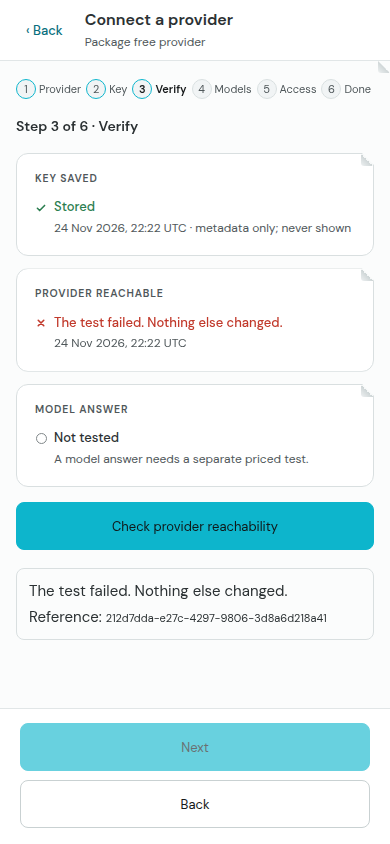 ‹ Back
Connect a provider
Package free provider
1 Provider 2 Key 3 Verify 4 Models 5 Access 6 Done
Step 3 of 6 · Verify
KEY SAVED
Stored
24 Nov 2026, 22:22 UTC · metadata only; never shown
PROVIDER REACHABLE
The test failed. Nothing else changed.
24 Nov 2026, 22:22 UTC
MODEL ANSWER
Not tested
A model answer needs a separate priced test.
Check provider reachability
The test failed. Nothing else changed.
Reference: 212d7dda-e27c-4297-9806-3d8a6d218a41
Next
Back